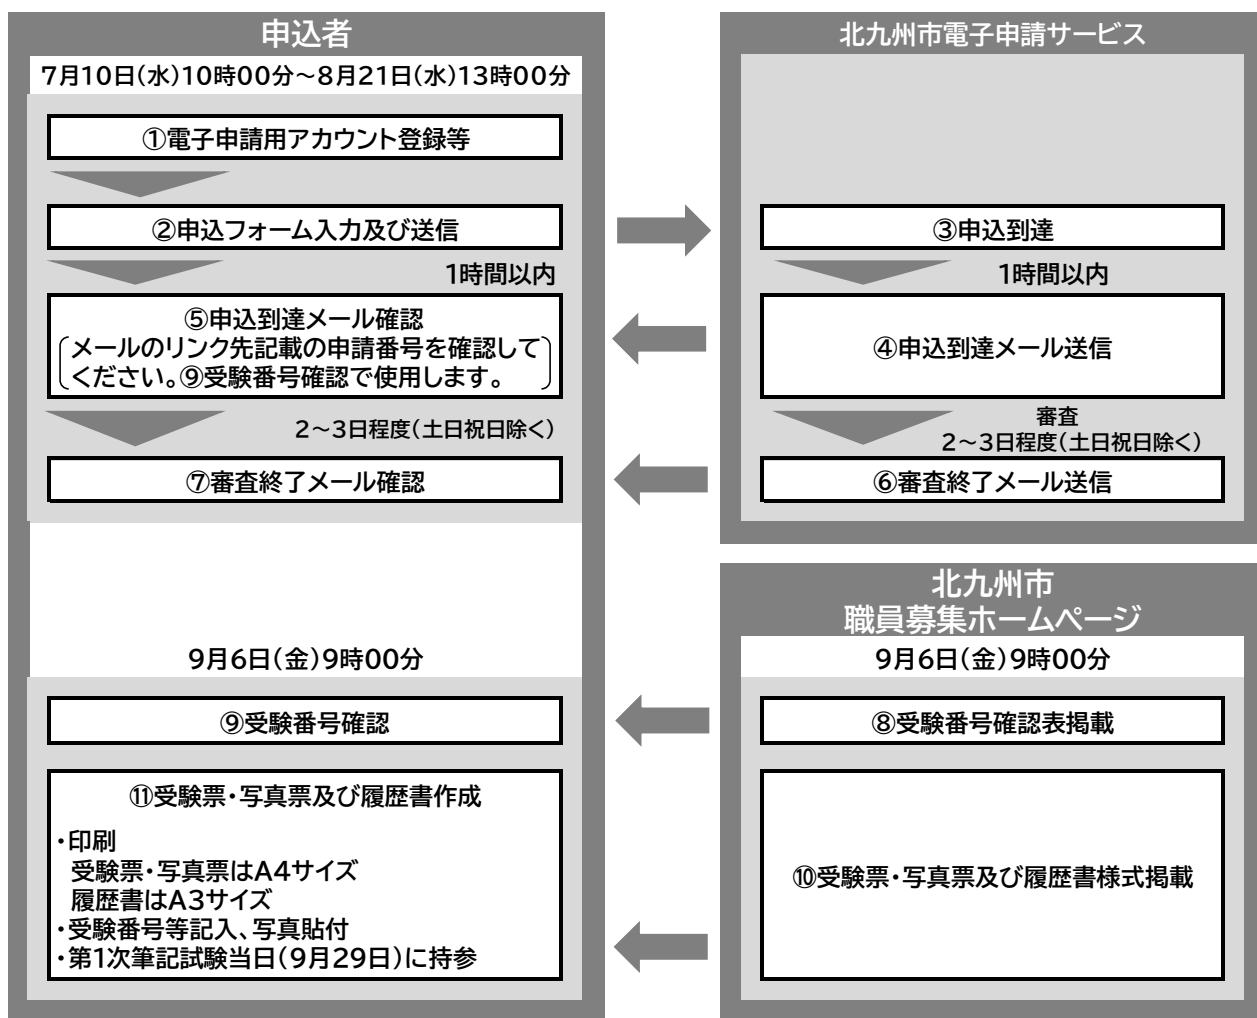 申込者
7月10日(水)10時00分～8月21日(水)13時00分
①電子申請用アカウント登録等
②申込フォーム入力及び送信
1時間以内
⑤申込到達メール確認
メールのリンク先記載の申請番号を確認して
ください。⑨受験番号確認で使用します。
2～3日程度(土日祝日除く)
⑦審査終了メール確認
9月6日(金)9時00分
⑨受験番号確認
⑪受験票・写真票及び履歴書作成
・印刷
受験票・写真票はA4サイズ
履歴書はA3サイズ
・受験番号等記入、写真貼付
・第1次筆記試験当日(9月29日)に持参
北九州市電子申請サービス
③申込到達
1時間以内
④申込到達メール送信
審査
2～3日程度(土日祝日除く)
⑥審査終了メール送信
北九州市
職員募集ホームページ
9月6日(金)9時00分
⑧受験番号確認表掲載
⑩受験票・写真票及び履歴書様式掲載